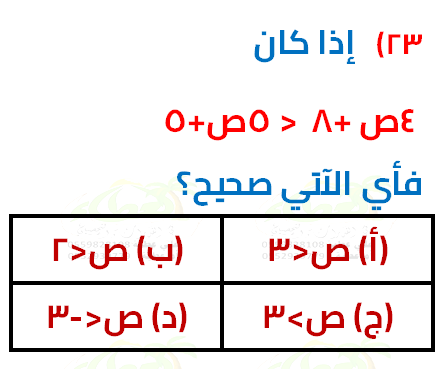 ٢٣) إذا كان
٤ص +٨ > ٥ص+٥
فأي الآتي صحيح؟
(أ) ص>٣ (ب) ص>٢
(ج) ص<٣ (د) ص>-٣